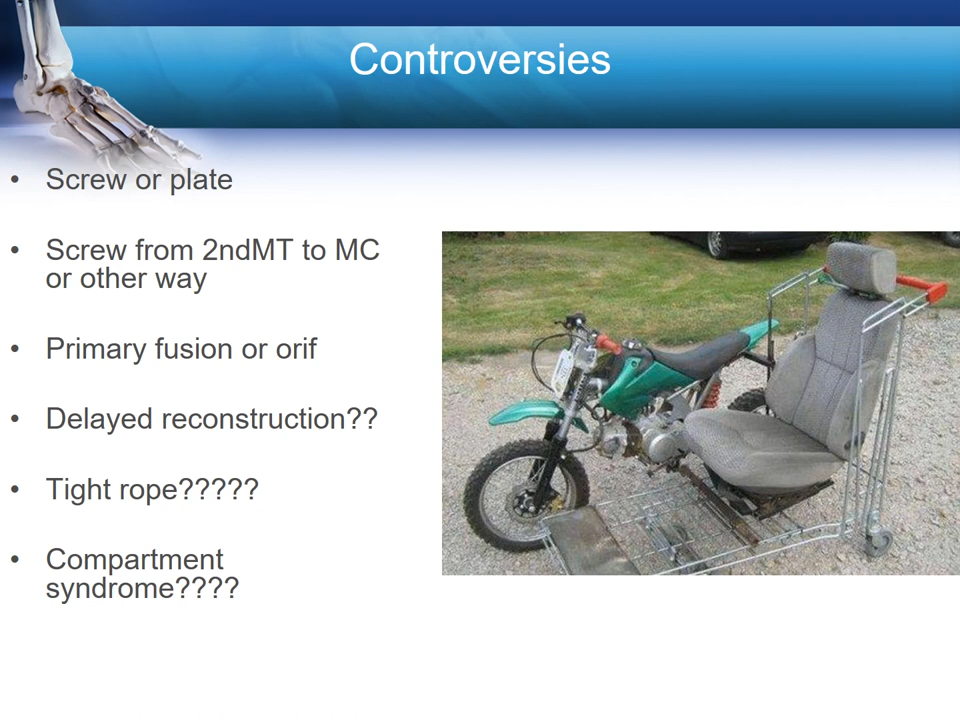 Controversies
• Screw or plate
• Screw from 2ndMT to MC
or other way
• Primary fusion or orif
• Delayed reconstruction??
• Tight rope?????
• Compartment
syndrome????